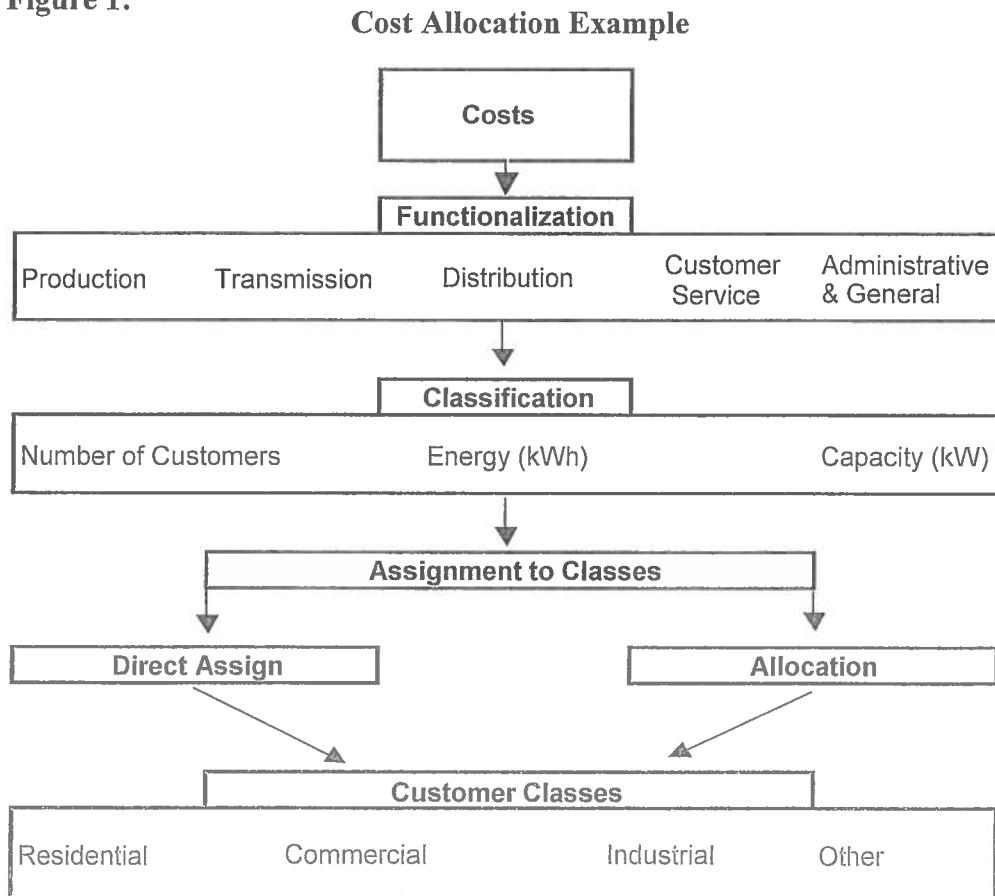 Figure 1.
Cost Allocation Example
Costs
Functionalization
Production Transmission Distribution Customer Service Administrative & General
Classification
Number of Customers Energy (kWh) Capacity (kW)
Assignment to Classes
Direct Assign Allocation
Customer Classes
Residential Commercial Industrial Other